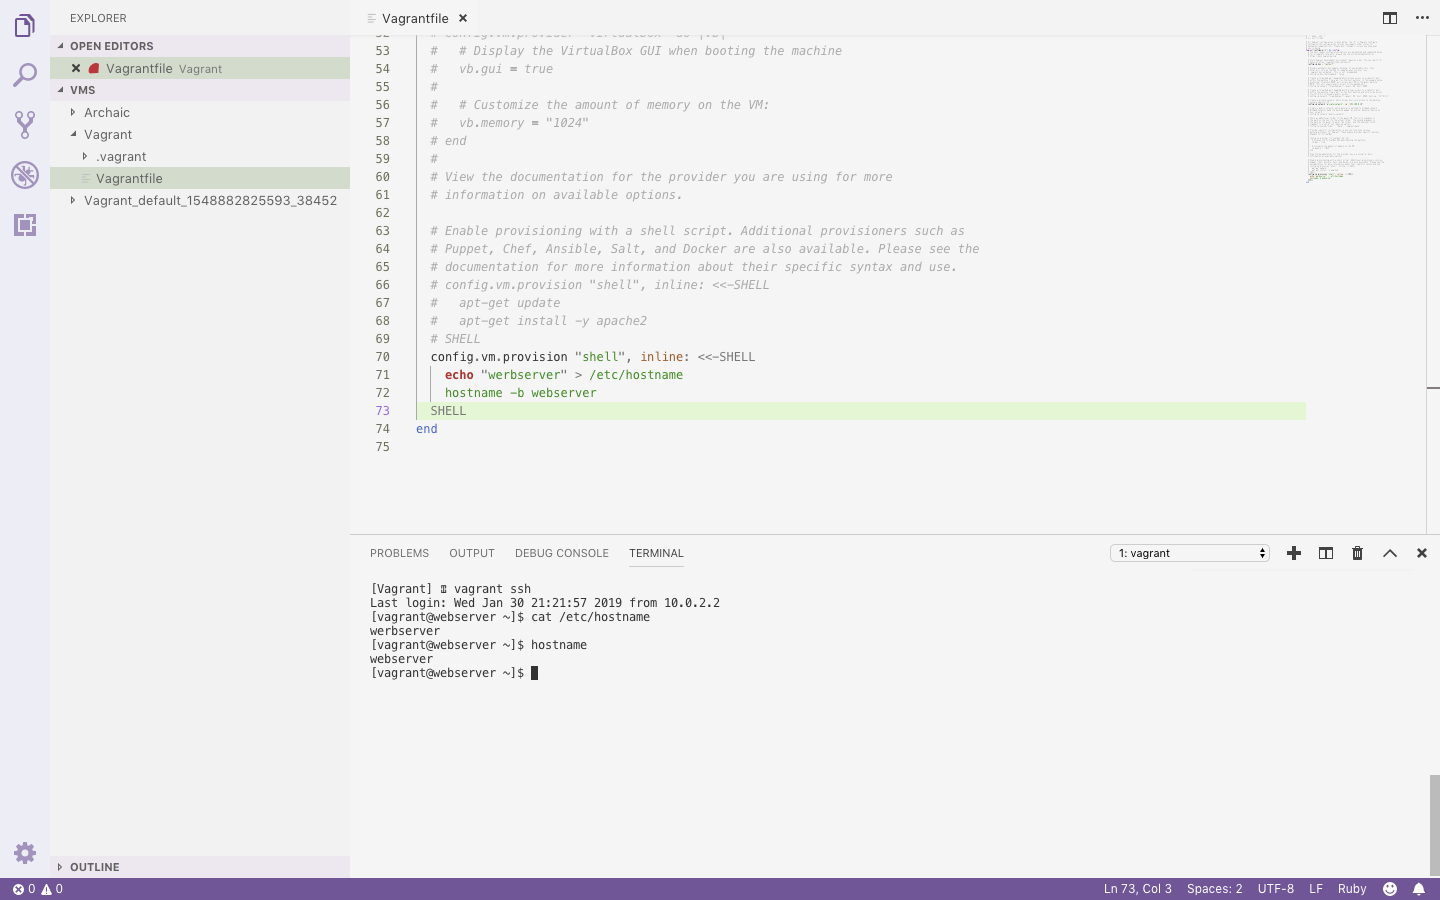 EXPLORER
OPEN EDITORS
Vagrantfile Vagrant
VMS
Archaic
Vagrant
.vagrant
Vagrantfile
Vagrant_default_1548882825593_38452
OUTLINE
Vagrantfile
53 #   # Display the VirtualBox GUI when booting the machine
54 #   vb.gui = true
55 #
56 #   # Customize the amount of memory on the VM:
57 #   vb.memory = "1024"
58 # end
59 #
60 # View the documentation for the provider you are using for more
61 # information on available options.
62
63 # Enable provisioning with a shell script. Additional provisioners such as
64 # Puppet, Chef, Ansible, Salt, and Docker are also available. Please see the
65 # documentation for more information about their specific syntax and use.
66 # config.vm.provision "shell", inline: <<-SHELL
67 #   apt-get update
68 #   apt-get install -y apache2
69 # SHELL
70 config.vm.provision "shell", inline: <<-SHELL
71   echo "werbserver" > /etc/hostname
72   hostname -b webserver
73 SHELL
74 end
75
PROBLEMS OUTPUT DEBUG CONSOLE TERMINAL 1: vagrant
[Vagrant] vagrant ssh
Last login: Wed Jan 30 21:21:57 2019 from 10.0.2.2
[vagrant@webserver ~]$ cat /etc/hostname
werbserver
[vagrant@webserver ~]$ hostname
webserver
[vagrant@webserver ~]$
0 0 Ln 73, Col 3 Spaces: 2 UTF-8 LF Ruby